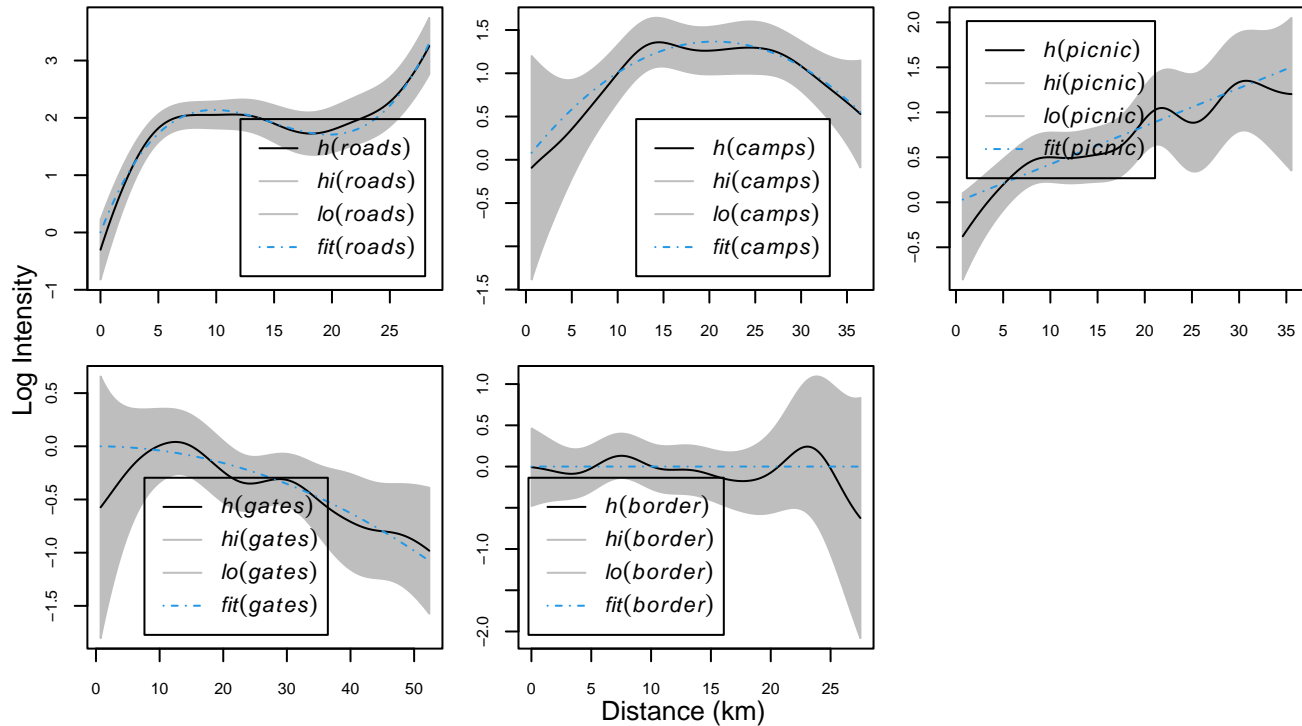 Log Intensity
3
2
1
0
−1
0 5 10 15 20 25
h(roads)
hi(roads)
lo(roads)
fit(roads)
1.5
1.0
0.5
0.0
−0.5
−1.5
0 5 10 15 20 25 30 35
h(camps)
hi(camps)
lo(camps)
fit(camps)
2.0
1.5
1.0
0.5
0.0
−0.5
0 5 10 15 20 25 30 35
h(picnic)
hi(picnic)
lo(picnic)
fit(picnic)
0.5
0.0
−0.5
−1.0
−1.5
0 10 20 30 40 50
h(gates)
hi(gates)
lo(gates)
fit(gates)
1.0
0.5
0.0
−1.0
−2.0
0 5 10 15 20 25
h(border)
hi(border)
lo(border)
fit(border)
Distance (km)